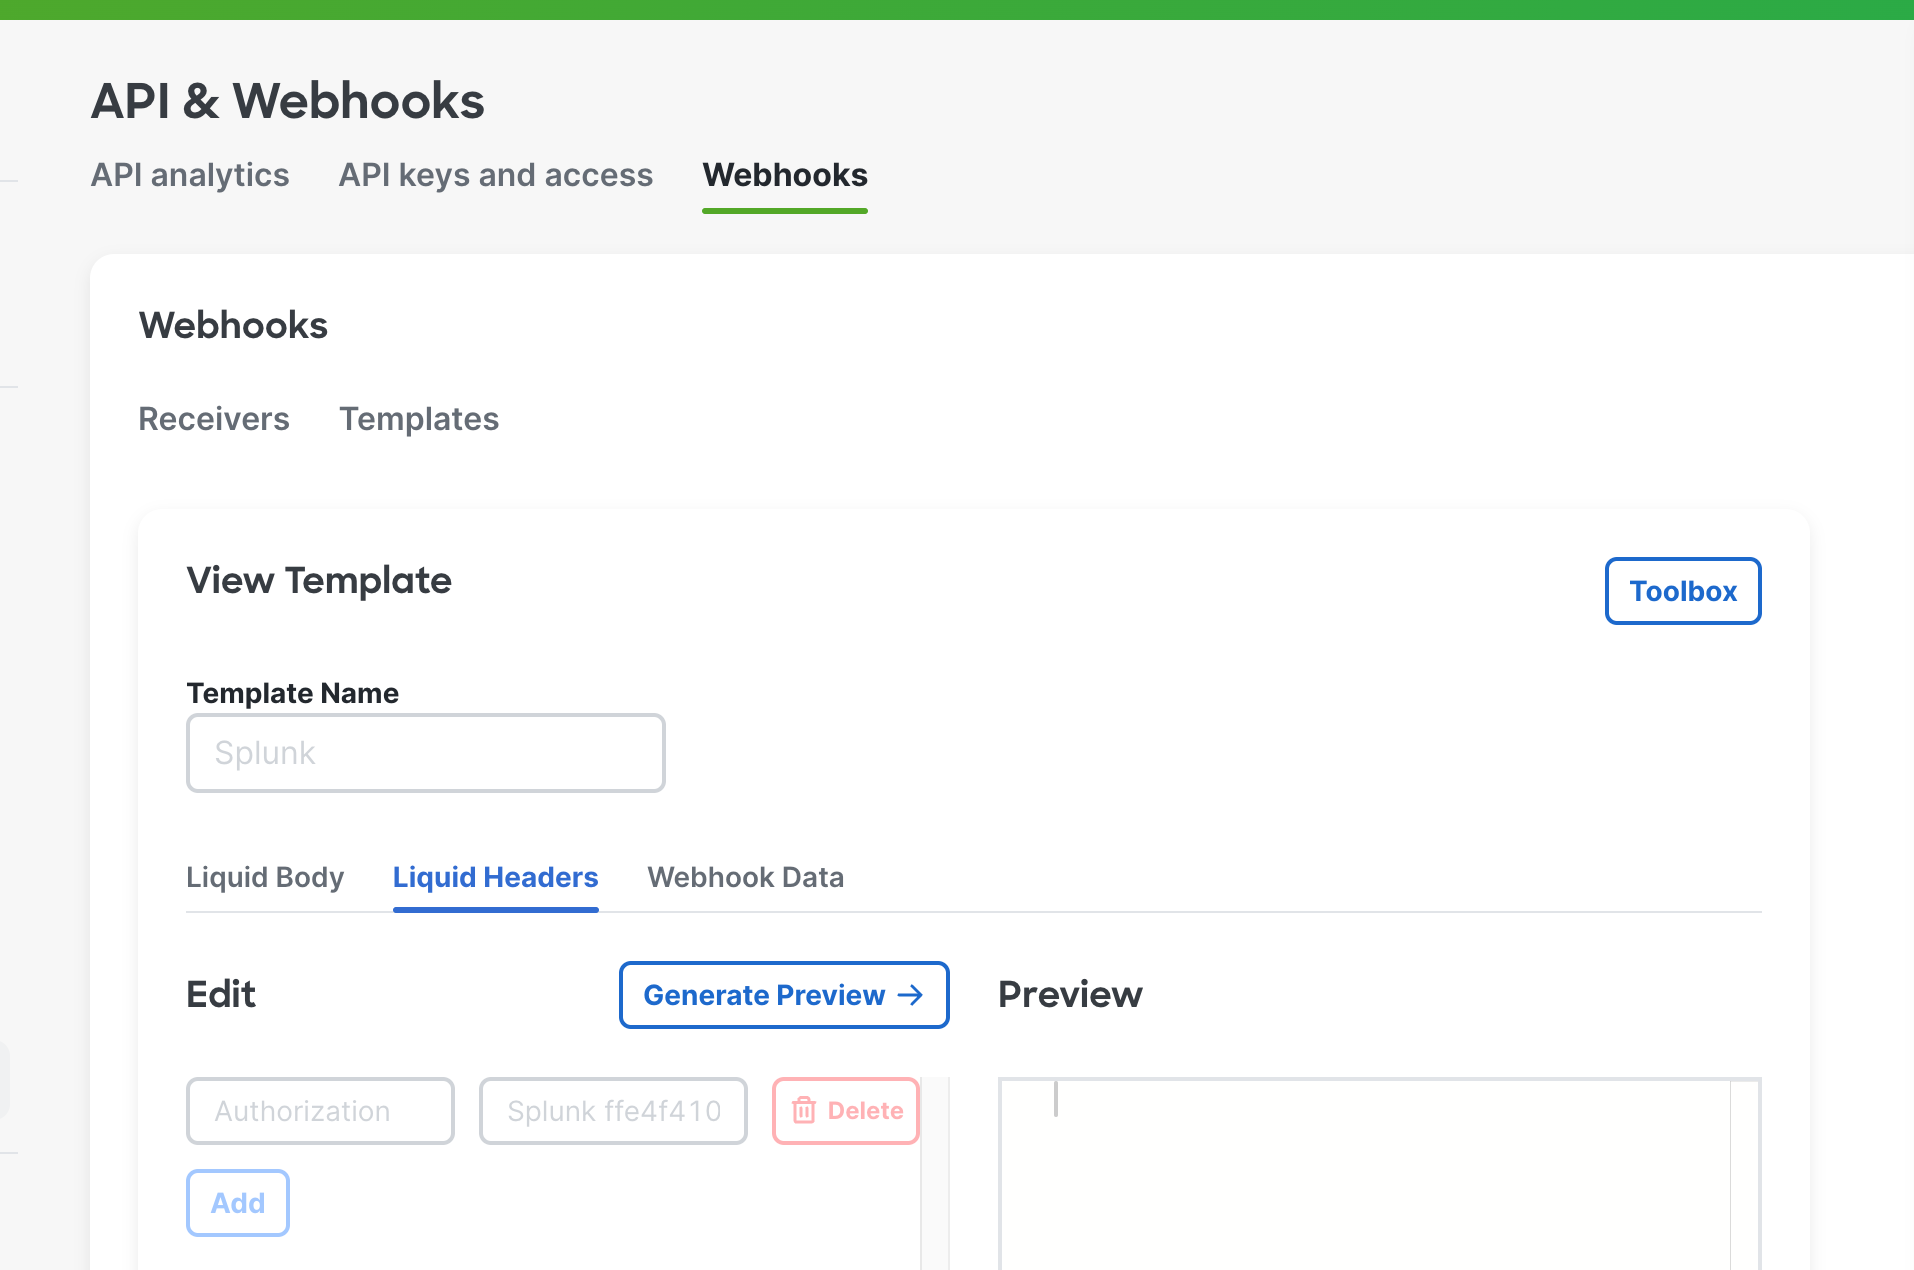 API & Webhooks
API analytics API keys and access Webhooks
Webhooks
Receivers Templates
View Template
Toolbox
Template Name
Splunk
Liquid Body Liquid Headers Webhook Data
Edit
Generate Preview →
Preview
Authorization
Splunk ffe4f410
Delete
Add